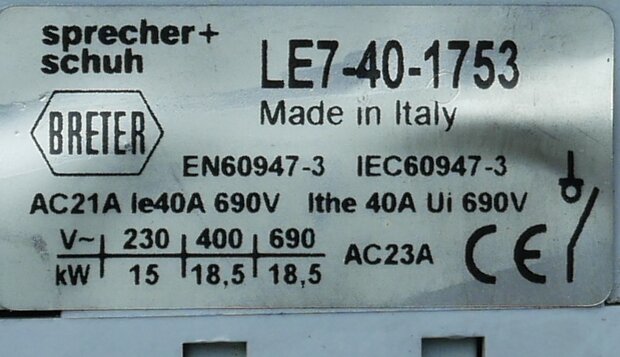 sprecher+
schuh
LE7-40-1753
BRETER
Made in Italy
EN60947-3 IEC60947-3
AC21A Ie40A 690V Ithe 40A Ui 690V
V~ 230 400 690
kW 15 18,5 18,5
AC23A
CE